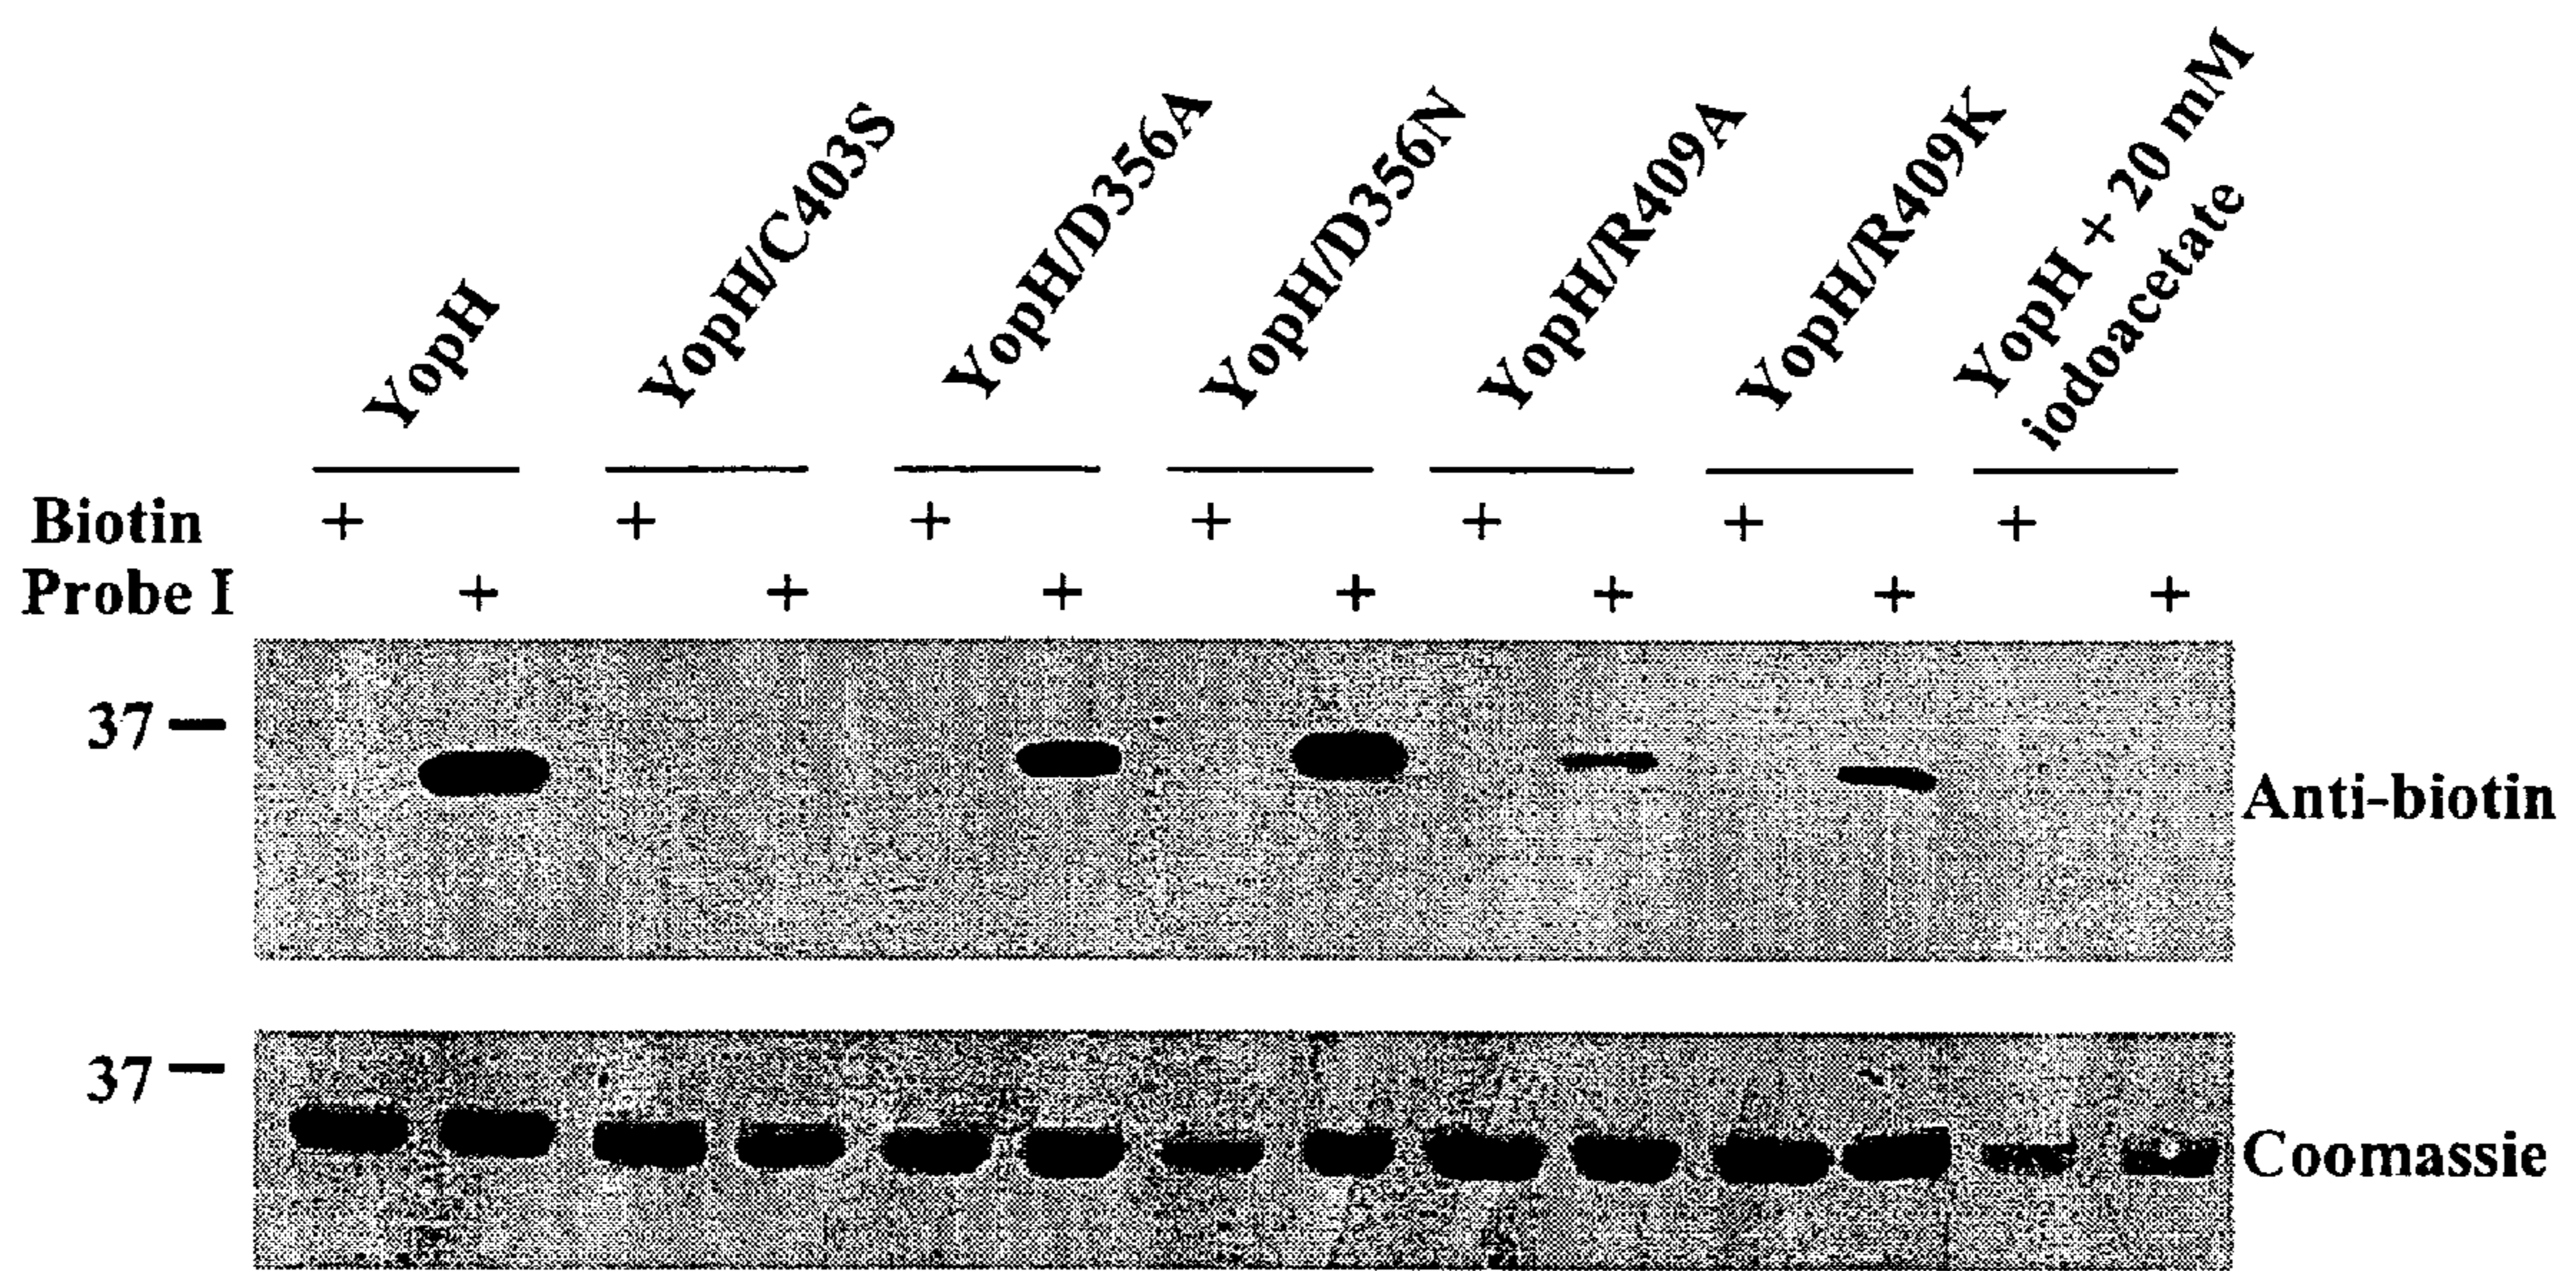 YopH
YopH/C403S
YopH/D356A
YopH/D356N
YopH/R409A
YopH/R409K
YopH + 20 mM
iodoacetate
Biotin + + + + + + +
Probe I + + + + + + +
37
Anti-biotin
37
Coomassie